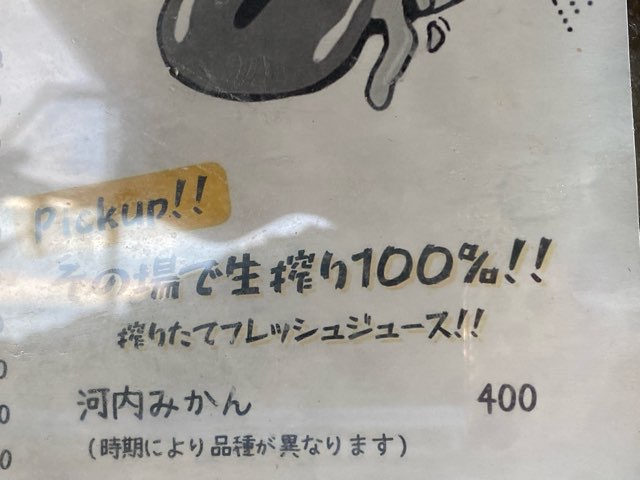 Pickup!!
その場で生搾り100%!!
搾りたてフレッシュジュース!!
河内みかん 400
(時期により品種が異なります)